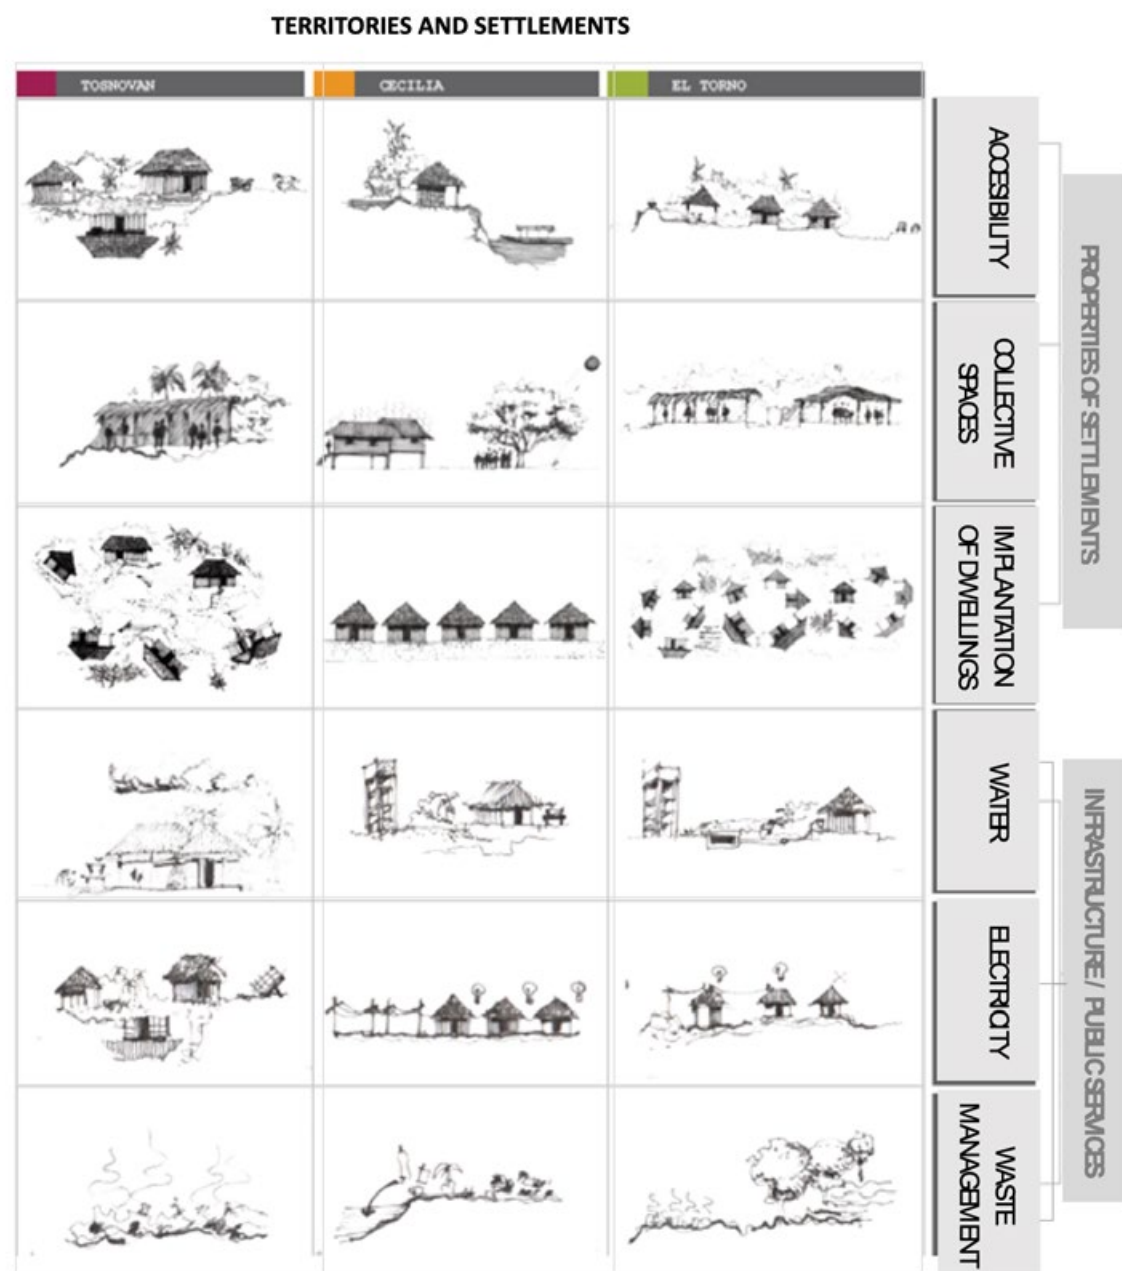 TERRITORIES AND SETTLEMENTS
TOSNOVAN
CECILIA
EL TORNO
ACCESIBILITY
COLLECTIVE
SPACES
IMPLANTATION
OF DWELLINGS
WATER
ELECTRICITY
WASTE
MANAGEMENT
PROPERTIES OF SETTLEMENTS
INFRASTRUCTURE / PUBLIC SERVICES